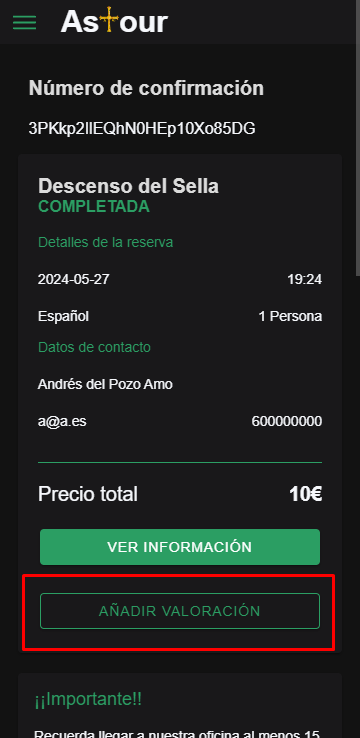 Astour
Número de confirmación
3PKkp2llEQhN0HEp10Xo85DG
Descenso del Sella
COMPLETADA
Detalles de la reserva
2024-05-27 19:24
Español 1 Persona
Datos de contacto
Andrés del Pozo Amo
a@a.es 600000000
Precio total 10€
VER INFORMACIÓN
AÑADIR VALORACIÓN
¡¡Importante!!
Recuerda llegar a nuestra oficina al menos 15